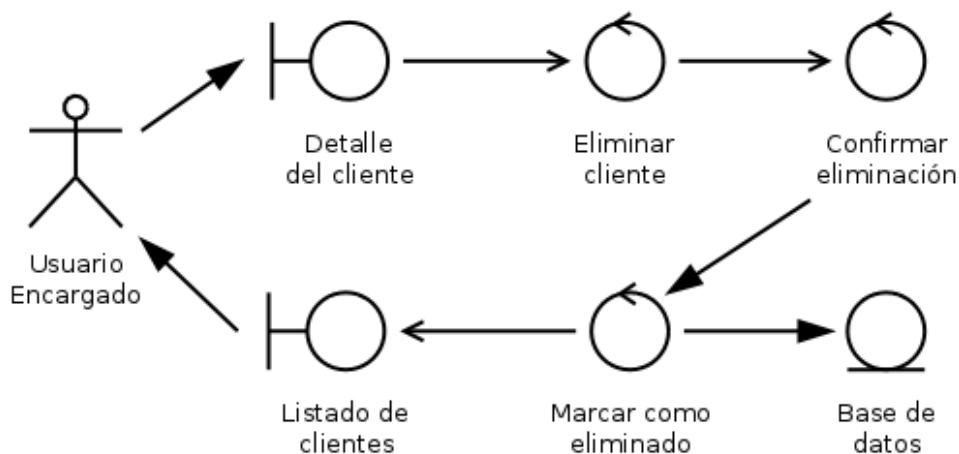 Detalle
del cliente
Eliminar
cliente
Confirmar
eliminación
Usuario
Encargado
Listado de
clientes
Marcar como
eliminado
Base de
datos